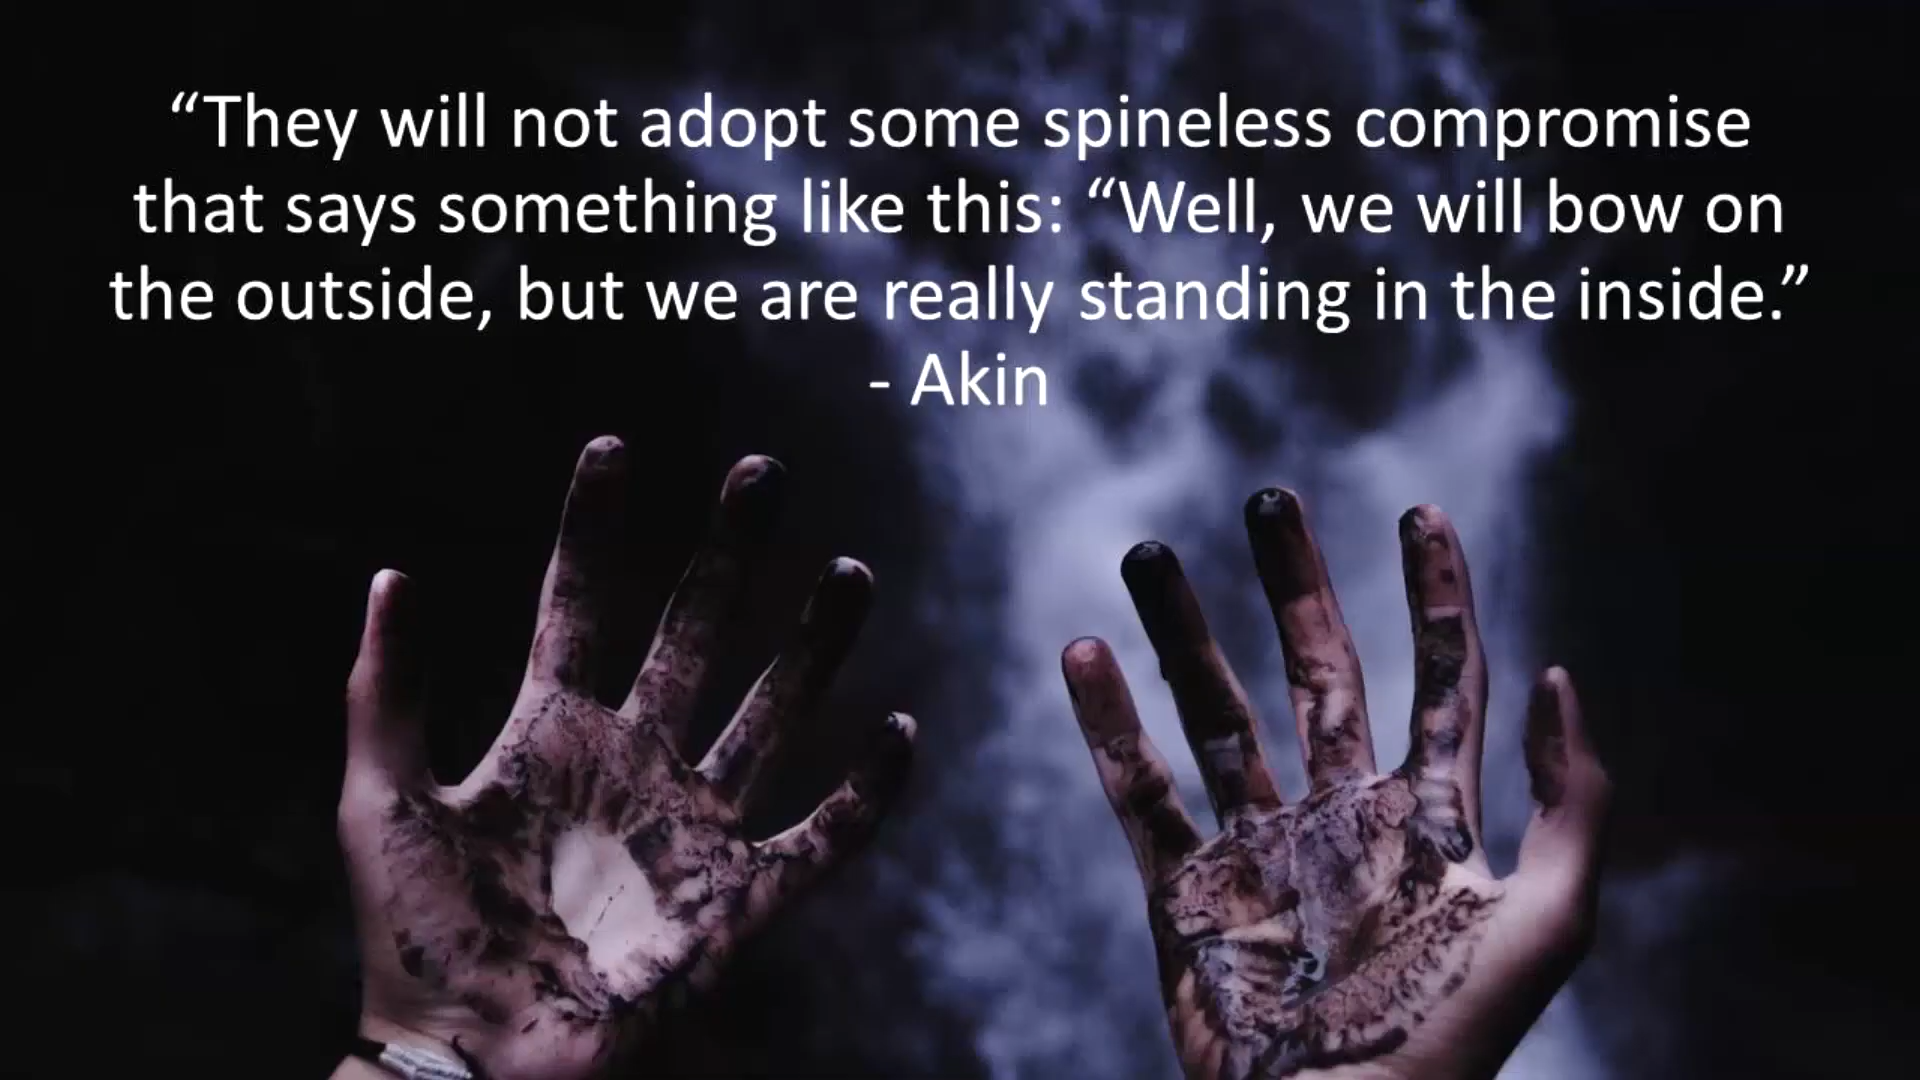 “They will not adopt some spineless compromise
that says something like this: “Well, we will bow on
the outside, but we are really standing in the inside.”
- Akin